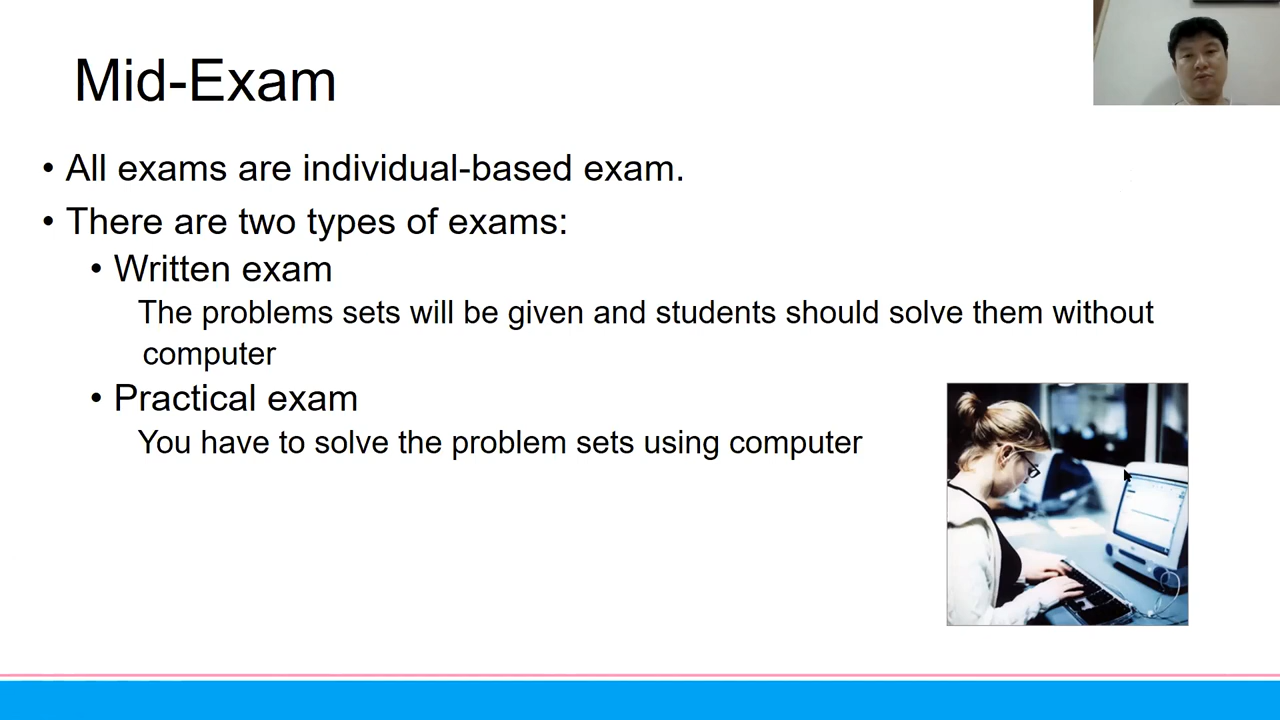 Mid-Exam
• All exams are individual-based exam.
• There are two types of exams:
• Written exam
The problems sets will be given and students should solve them without
computer
• Practical exam
You have to solve the problem sets using computer